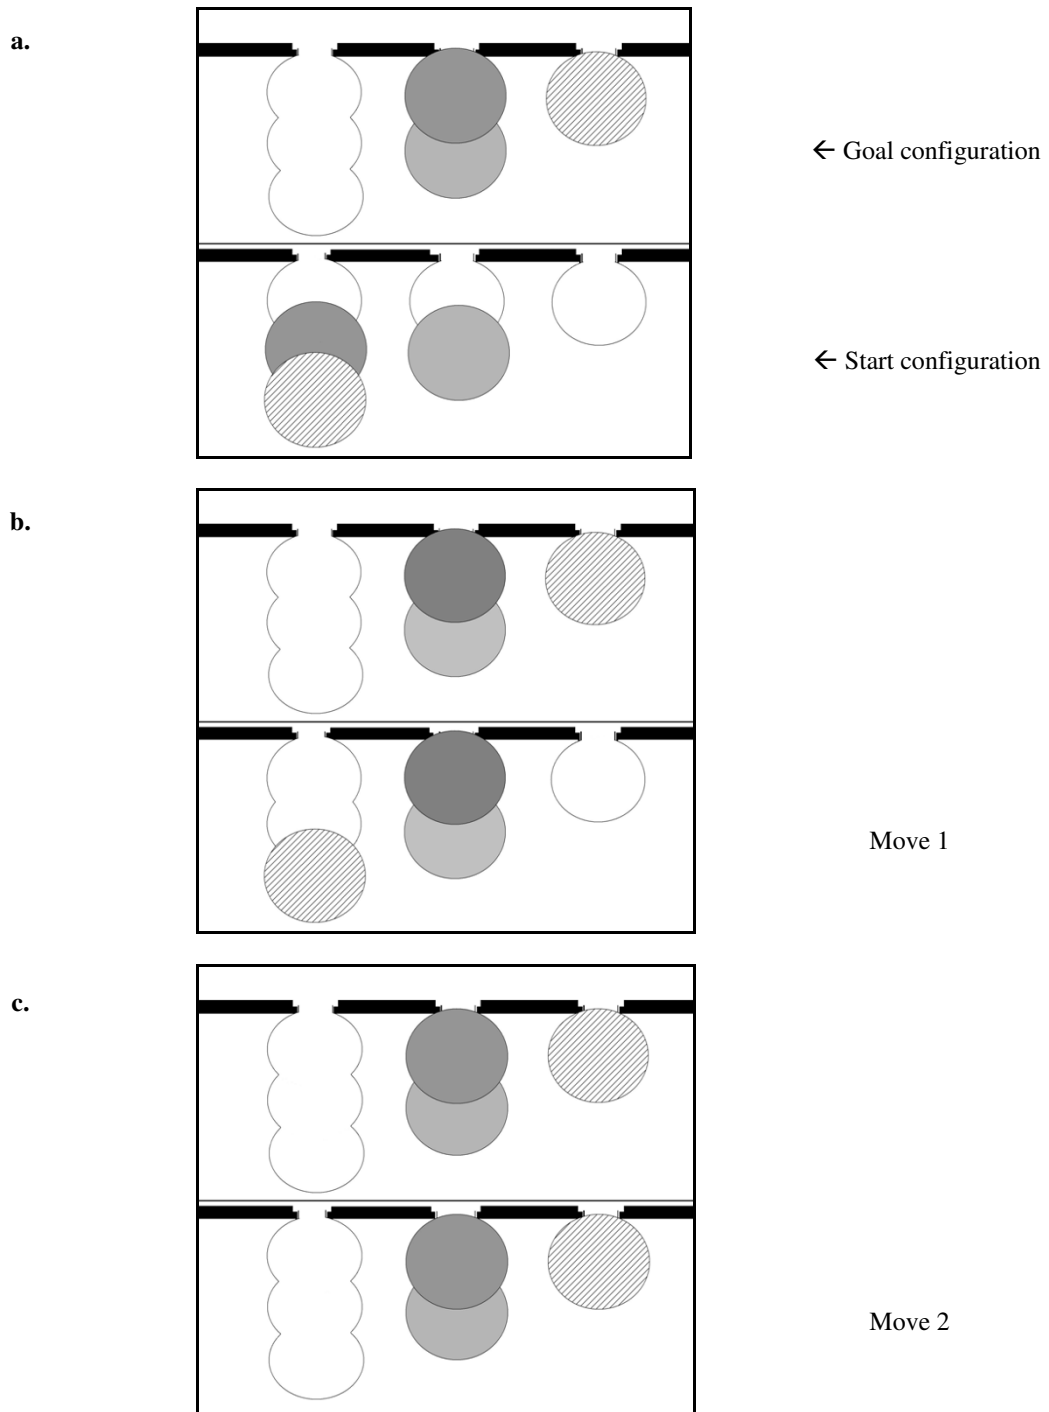 a.
← Goal configuration
← Start configuration
b.
Move 1
c.
Move 2